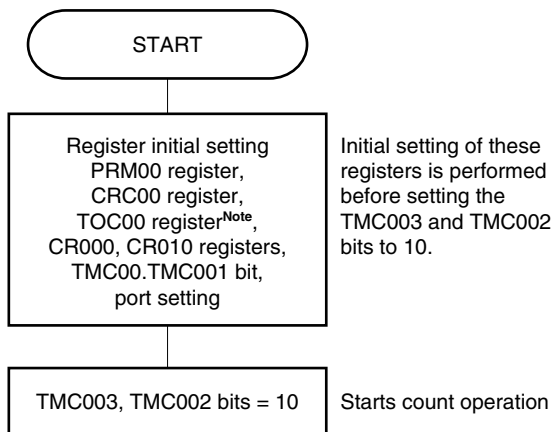 START
Register initial setting
PRM00 register,
CRC00 register,
TOC00 registerNote,
CR000, CR010 registers,
TMC00.TMC001 bit,
port setting
Initial setting of these
registers is performed
before setting the
TMC003 and TMC002
bits to 10.
TMC003, TMC002 bits = 10
Starts count operation